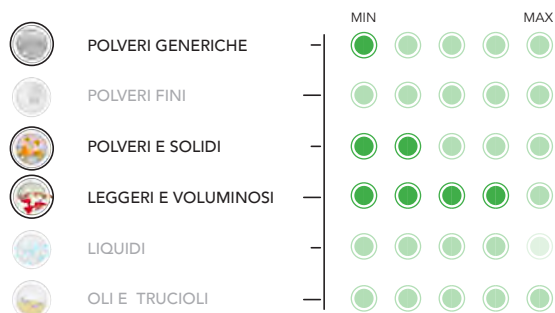 MIN MAX
POLVERI GENERICHE
POLVERI FINI
POLVERI E SOLIDI
LEGGERI E VOLUMINOSI
LIQUIDI
OLI E TRUCIOLI